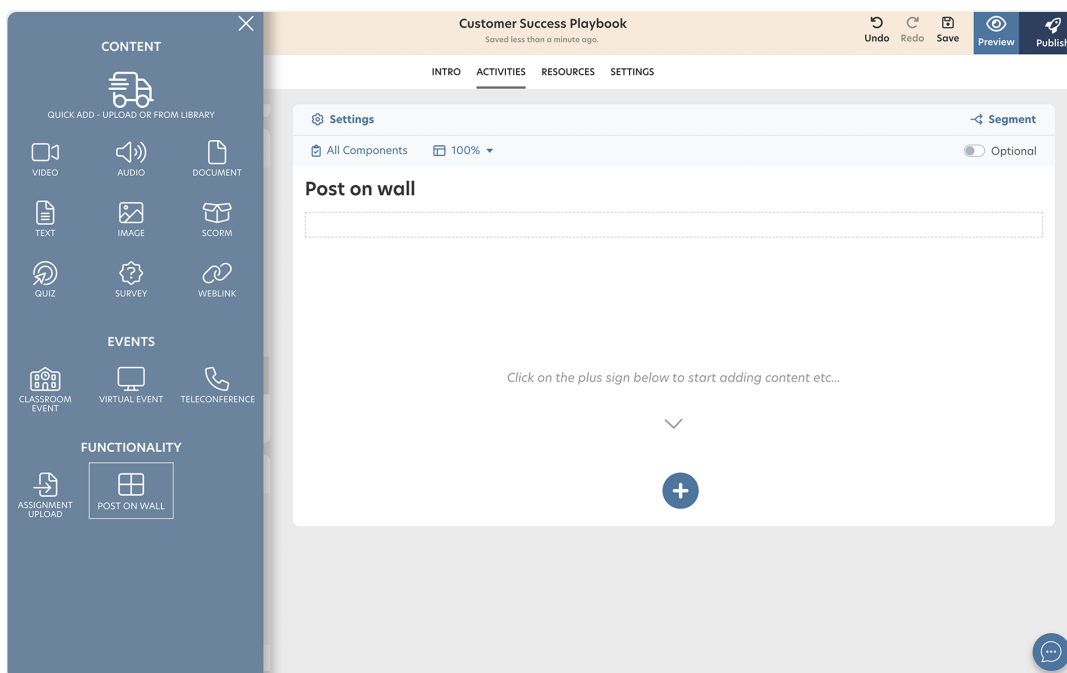 CONTENT
QUICK ADD - UPLOAD OR FROM LIBRARY
VIDEO
AUDIO
DOCUMENT
TEXT
IMAGE
SCORM
QUIZ
SURVEY
WEBLINK
EVENTS
CLASSROOM
EVENT
VIRTUAL EVENT
TELECONFERENCE
FUNCTIONALITY
ASSIGNMENT
UPLOAD
POST ON WALL
Customer Success Playbook
Saved less than a minute ago.
Undo
Redo
Save
Preview
Publish
INTRO
ACTIVITIES
RESOURCES
SETTINGS
Settings
Segment
All Components
100%
Optional
Post on wall
Click on the plus sign below to start adding content etc...